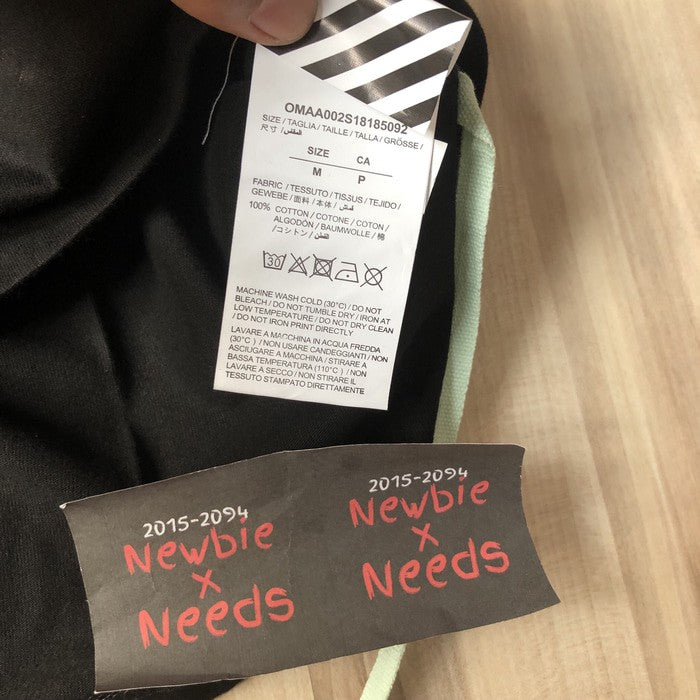 OMAA002S18185092
SIZE / TAGLIA / TAILLE / TALLA / GRÖSSE /
尺寸 / المقاس
SIZE CA
M P
FABRIC / TESSUTO / TISSUS / TEJIDO /
GEWEBE / 面料 / 本体 / قماش
100% COTTON / COTONE / COTON /
ALGODÓN / BAUMWOLLE / 棉
/ コットン / القطن
30
MACHINE WASH COLD (30°C) / DO NOT
BLEACH / DO NOT TUMBLE DRY / IRON AT
LOW TEMPERATURE / DO NOT DRY CLEAN
/ DO NOT IRON PRINT DIRECTLY
LAVARE A MACCHINA IN ACQUA FREDDA
(30°C) / NON USARE CANDEGGIANTI / NON
ASCIUGARE A MACCHINA / STIRARE A
BASSA TEMPERATURA (110°C) / NON
LAVARE A SECCO / NON STIRARE IL
TESSUTO STAMPATO DIRETTAMENTE
2015-2094
Newbie
x
Needs
2015-2094
Newbie
x
Needs